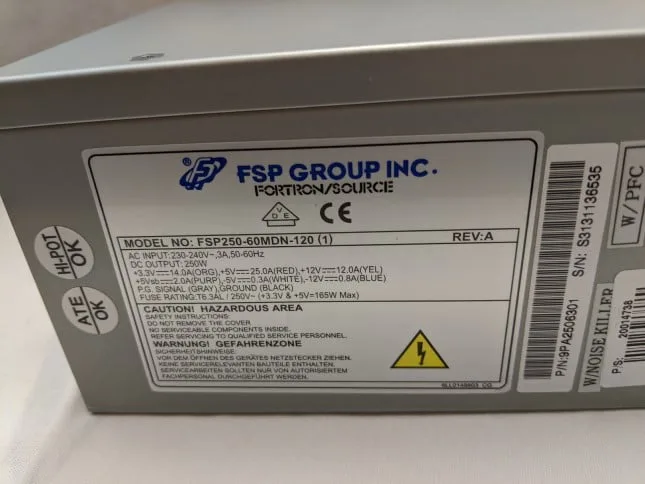 FSP GROUP INC.
FORTRON/SOURCE
VDE CE
MODEL NO: FSP250-60MDN-120 (1) REV:A
AC INPUT:230-240V~,3A,50-60Hz
DC OUTPUT: 250W
+3.3V⎓14.0A(ORG),+5V⎓25.0A(RED),+12V⎓12.0A(YEL)
+5Vsb⎓2.0A(PURP),-5V⎓0.3A(WHITE),-12V⎓0.8A(BLUE)
P.G. SIGNAL (GRAY),GROUND (BLACK)
FUSE RATING:T6.3AL / 250V~ (+3.3V & +5V=165W Max)
CAUTION! HAZARDOUS AREA
SAFETY INSTRUCTIONS:
DO NOT REMOVE THE COVER
NO SERVICEABLE COMPONENTS INSIDE.
REFER SERVICING TO QUALIFIED SERVICE PERSONNEL.
WARNUNG! GEFAHRENZONE
SICHERHEITSHINWEISE:
VOR DEM ÖFFNEN DES GERÄTES NETZSTECKER ZIEHEN.
KEINE SERVICERELEVANTEN BAUTEILE ENTHALTEN.
SERVICEARBEITEN SOLLTEN NUR VON AUTORISIERTEM
FACHPERSONAL DURCHGEFÜHRT WERDEN.
HI-POT
OK
ATE
OK
P/N:9PA2506301 S/N: S3131136535
W/PFC
W/NOISE KILLER
P/S: 20014738